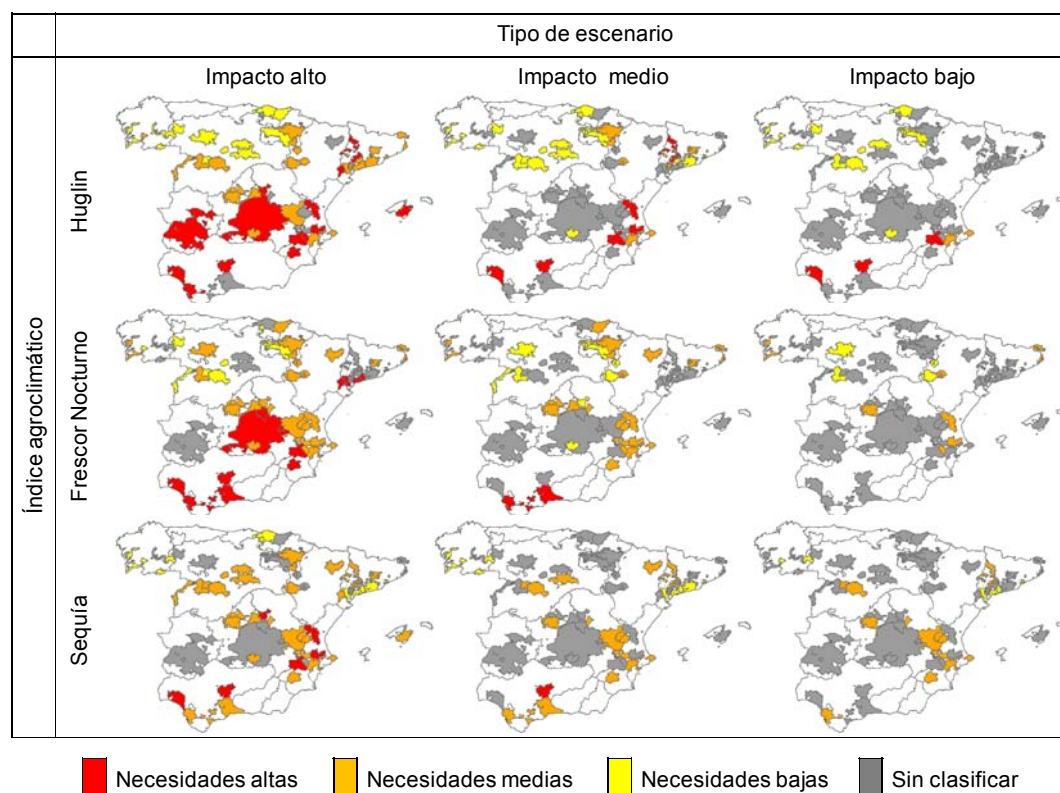 Tipo de escenario
Impacto alto
Impacto medio
Impacto bajo
Índice agroclimático
Huglin
Frescor Nocturno
Sequía
Necesidades altas
Necesidades medias
Necesidades bajas
Sin clasificar